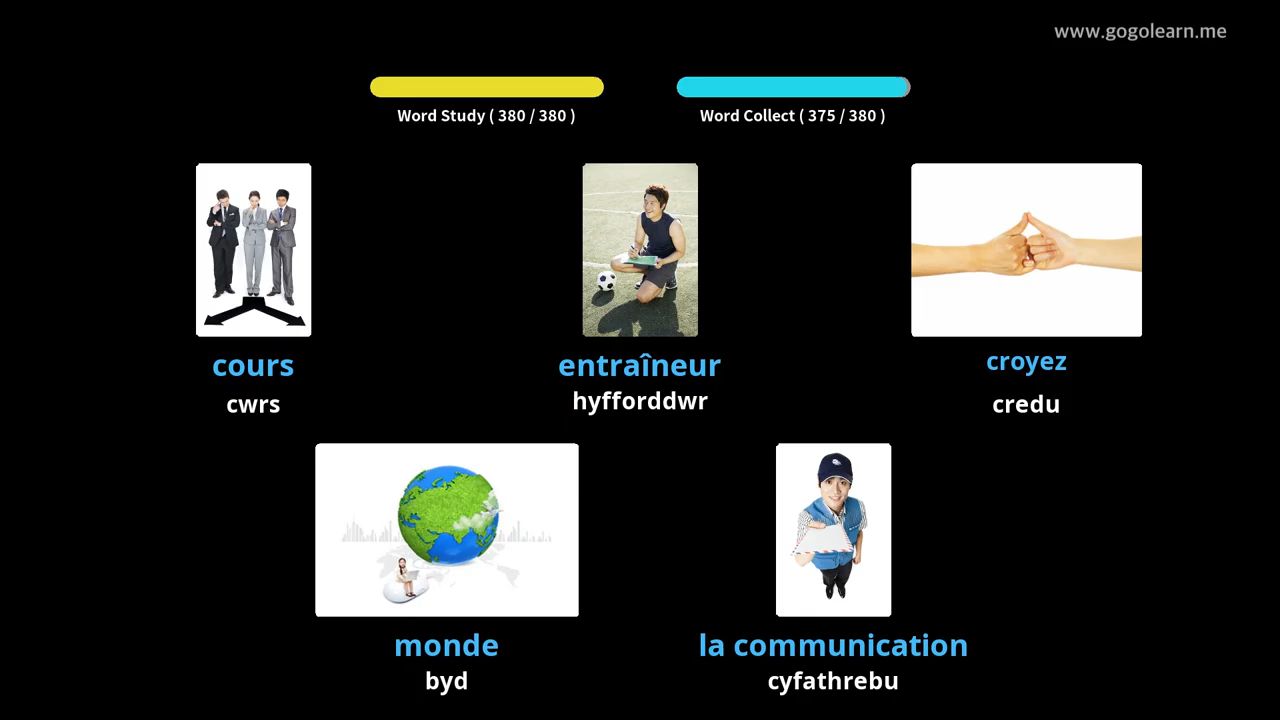 www.gogolearn.me
Word Study ( 380 / 380 )
Word Collect ( 375 / 380 )
cours
entraîneur
croyez
cwrs
hyfforddwr
credu
monde
la communication
byd
cyfathrebu